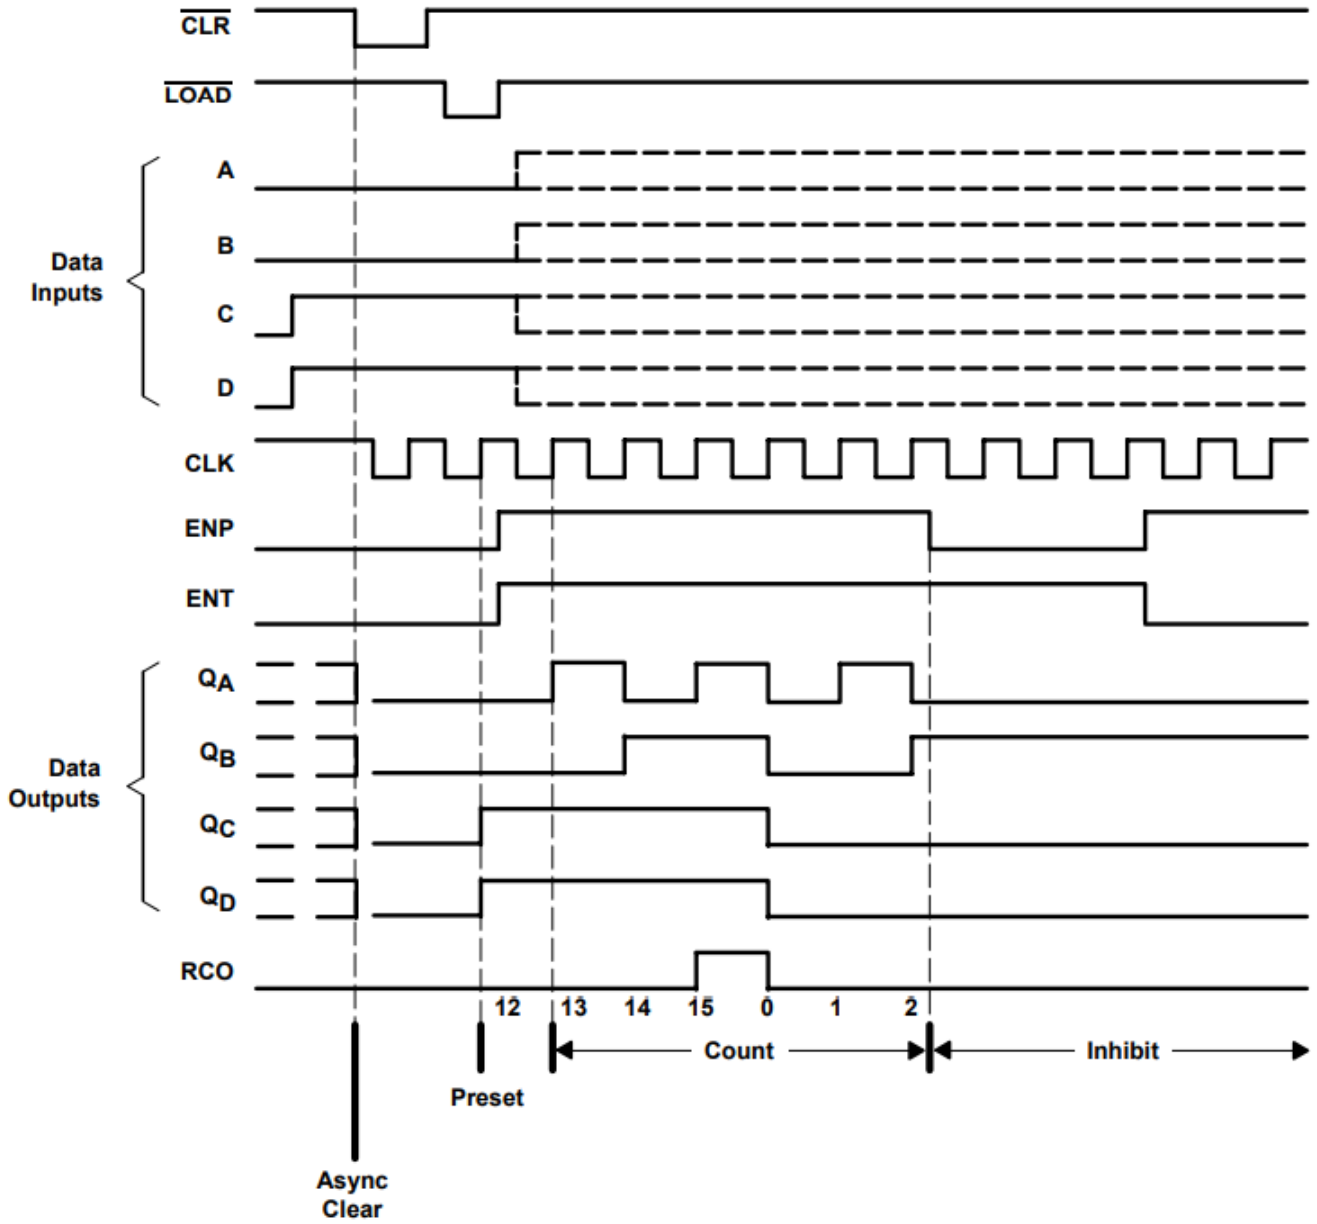 CLR
LOAD
A
B
Data
Inputs
C
D
CLK
ENP
ENT
QA
QB
Data
Outputs
QC
QD
RCO
12 13 14 15 0 1 2
Count Inhibit
Preset
Async
Clear